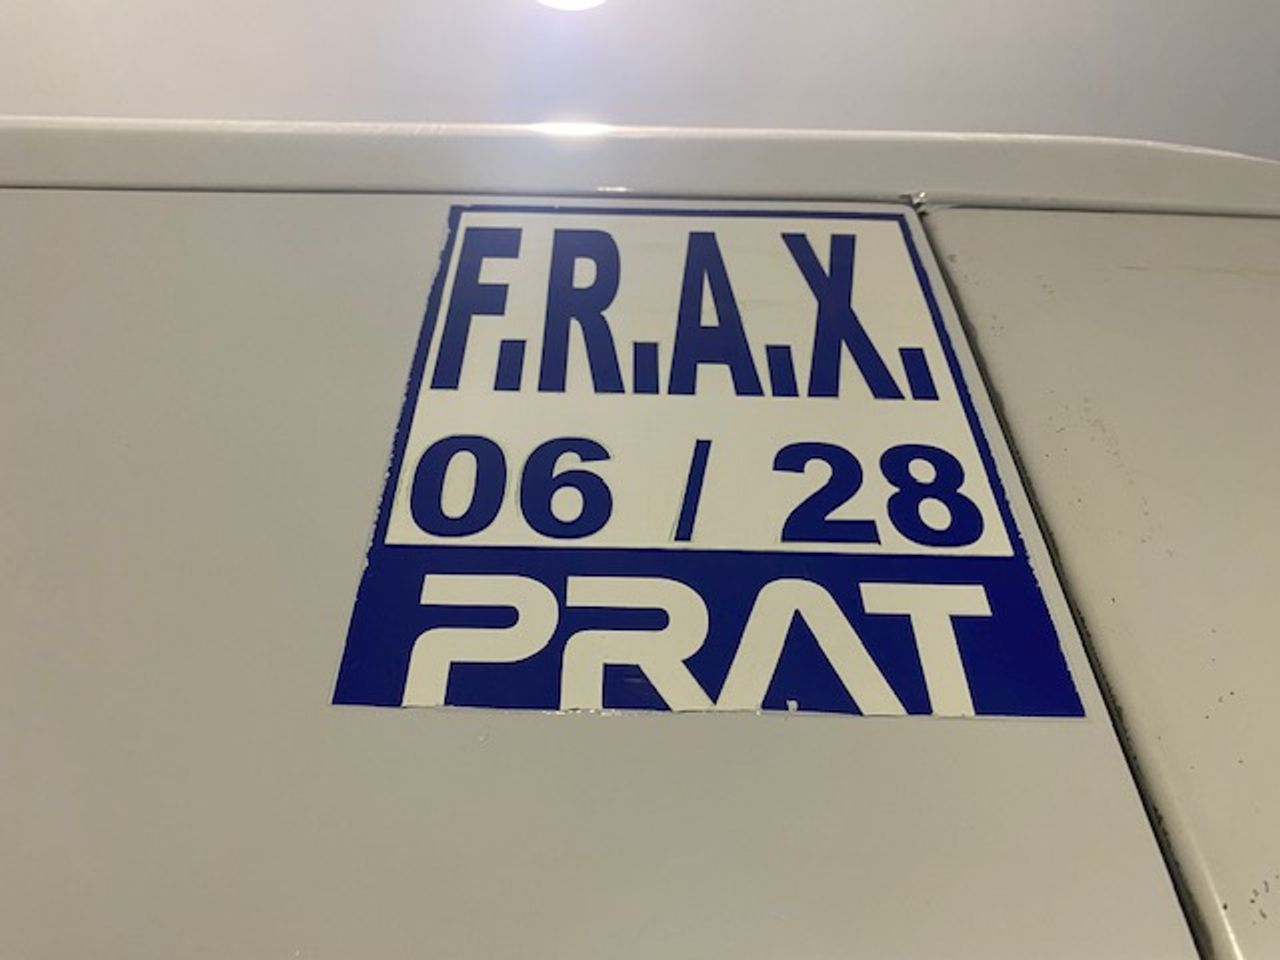 F.R.A.X.
06 / 28
PRAT